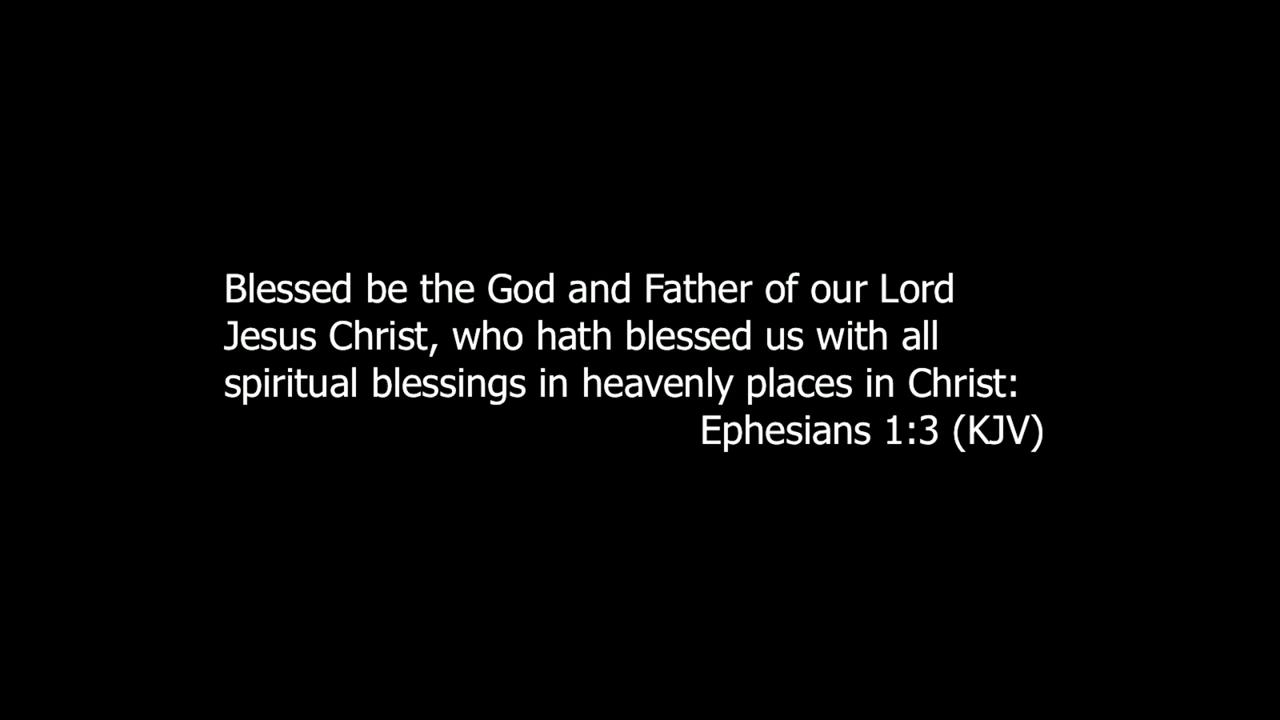 Blessed be the God and Father of our Lord
Jesus Christ, who hath blessed us with all
spiritual blessings in heavenly places in Christ:
Ephesians 1:3 (KJV)